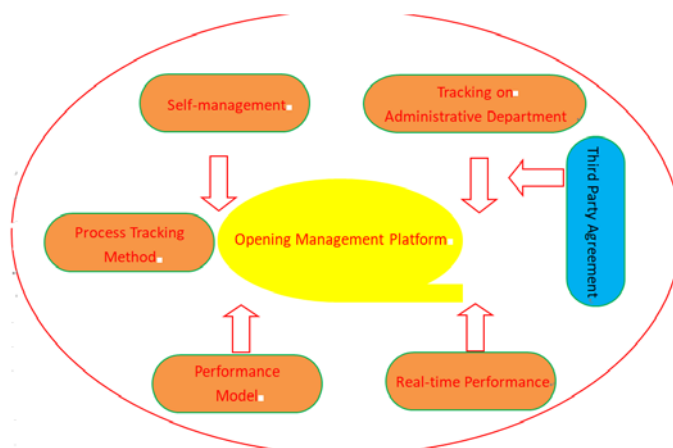 Self-management
Tracking on
Administrative Department
Third Party Agreement
Process Tracking
Method
Opening Management Platform
Performance
Model
Real-time Performance